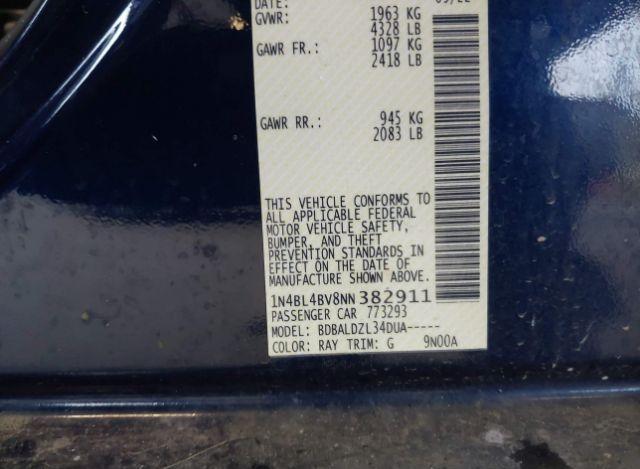 DATE:
GVWR: 1963 KG
4328 LB
GAWR FR.: 1097 KG
2418 LB
GAWR RR.: 945 KG
2083 LB
THIS VEHICLE CONFORMS TO
ALL APPLICABLE FEDERAL
MOTOR VEHICLE SAFETY,
BUMPER, AND THEFT
PREVENTION STANDARDS IN
EFFECT ON THE DATE OF
MANUFACTURE SHOWN ABOVE.
1N4BL4BV8NN382911
PASSENGER CAR 773293
MODEL: BDBALDZL34DUA-----
COLOR: RAY TRIM: G 9N00A